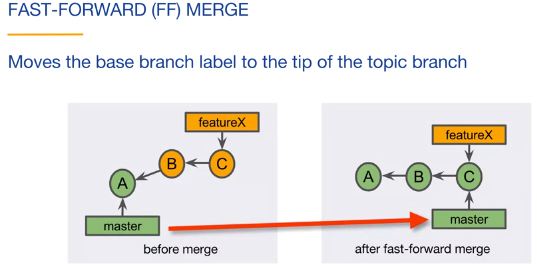 FAST-FORWARD (FF) MERGE
Moves the base branch label to the tip of the topic branch
featureX
B
C
A
master
before merge
featureX
A
B
C
master
after fast-forward merge